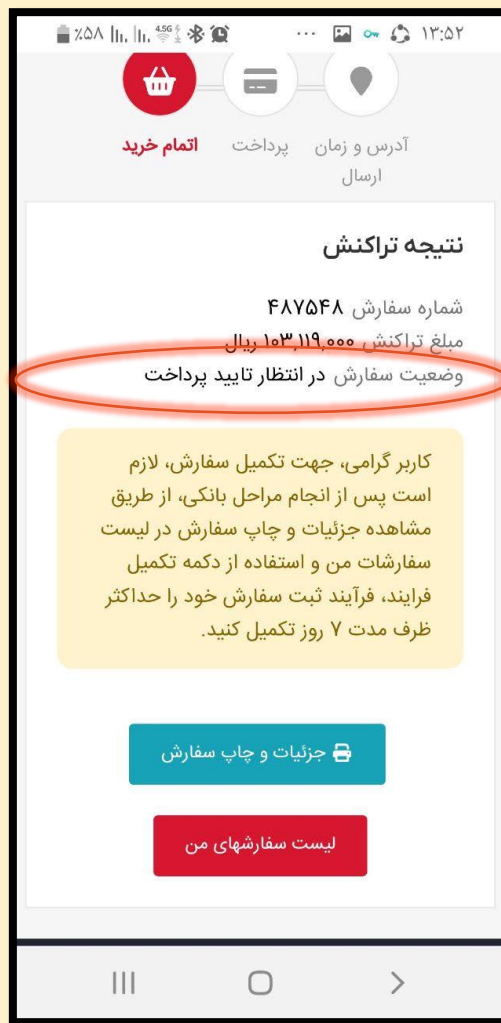 ٪۵۸ 4.5G ... ۱۳:۵۲
آدرس و زمان ارسال
پرداخت
اتمام خرید
نتیجه تراکنش
شماره سفارش ۴۸۷۵۴۸
مبلغ تراکنش ۱۰۳,۱۱۹,۰۰۰ ریال
وضعیت سفارش در انتظار تایید پرداخت
کاربر گرامی، جهت تکمیل سفارش، لازم
است پس از انجام مراحل بانکی، از طریق
مشاهده جزئیات و چاپ سفارش در لیست
سفارشات من و استفاده از دکمه تکمیل
فرایند، فرآیند ثبت سفارش خود را حداکثر
ظرف مدت ۷ روز تکمیل کنید.
جزئیات و چاپ سفارش
لیست سفارشهای من